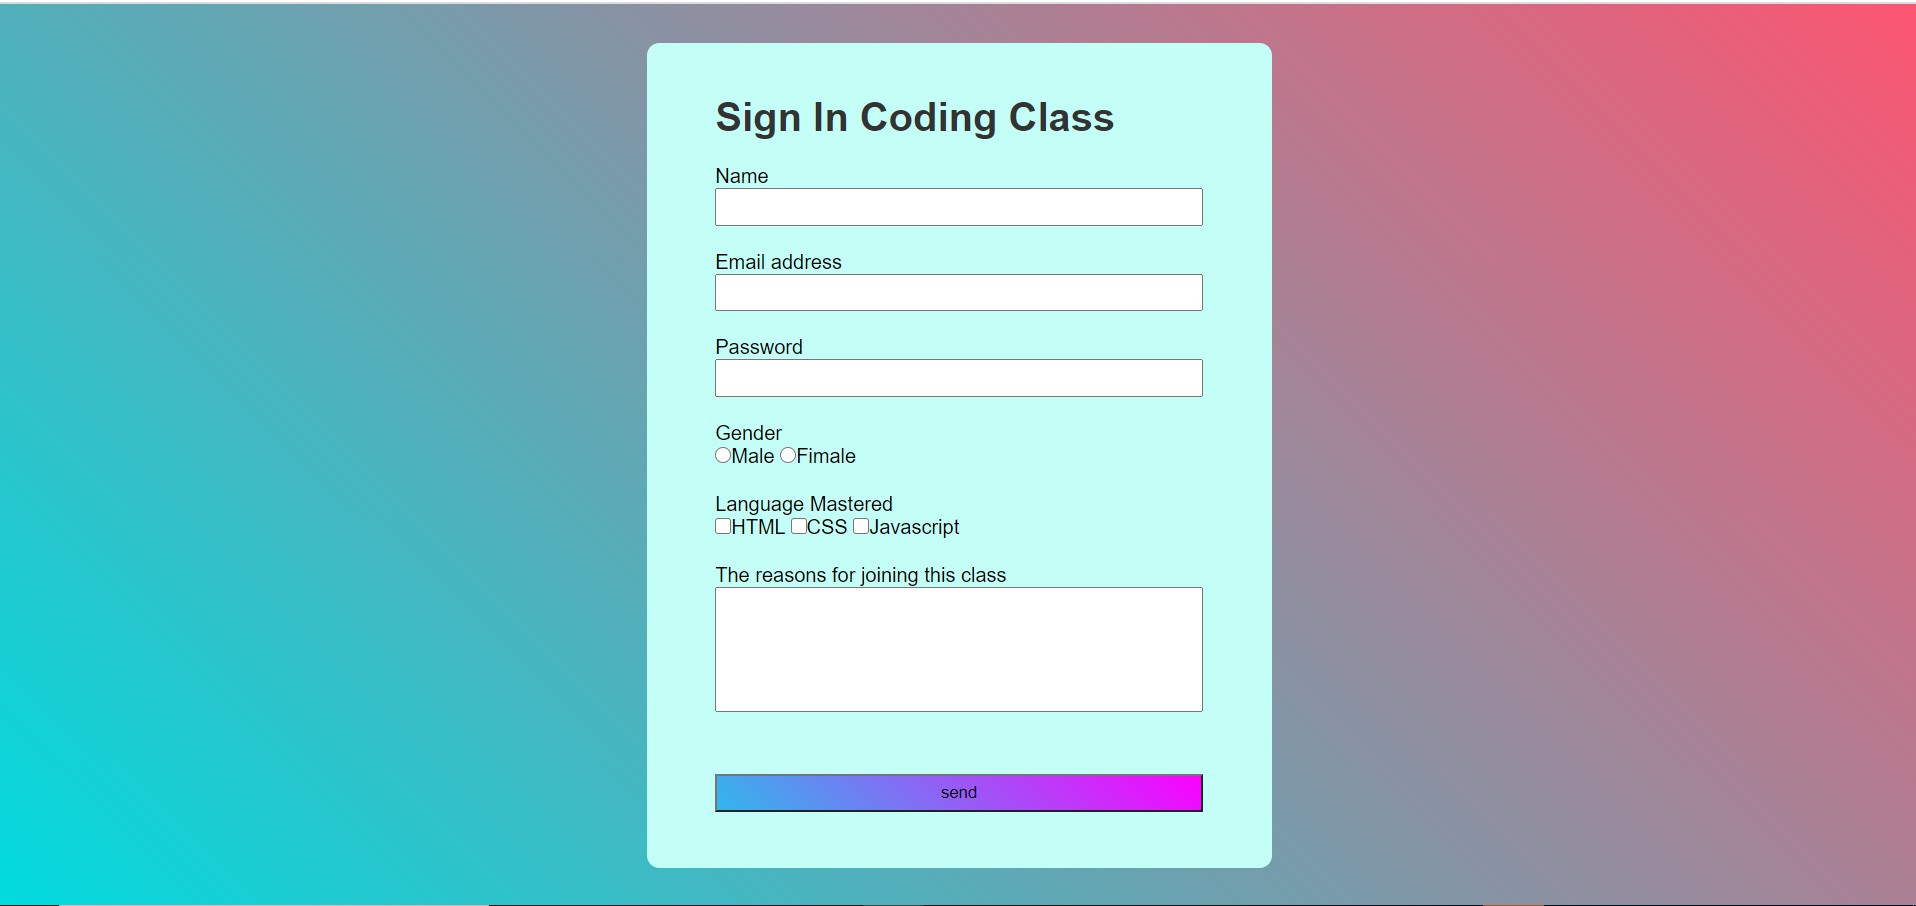 Sign In Coding Class
Name
Email address
Password
Gender
Male Fimale
Language Mastered
HTML CSS Javascript
The reasons for joining this class
send